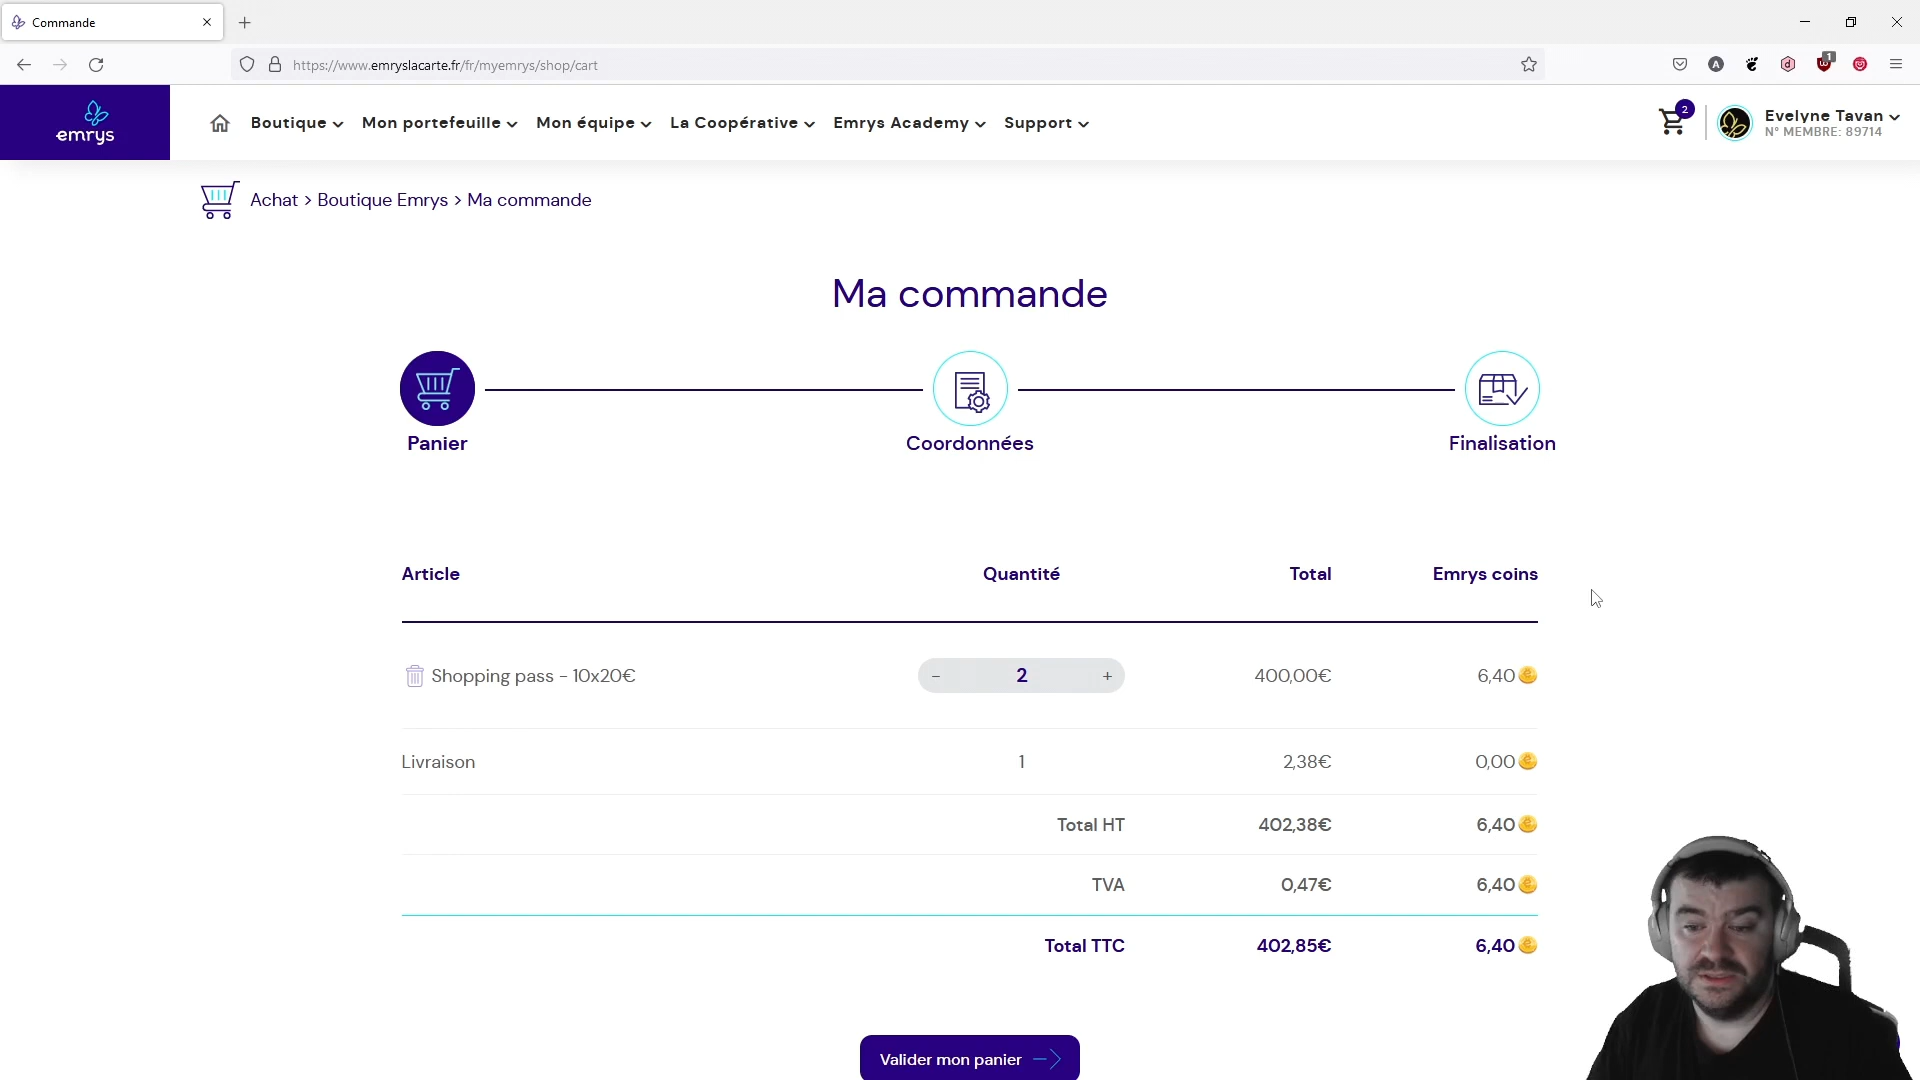 Commande
https://www.emryslacarte.fr/fr/myemrys/shop/cart
1
emrys
Boutique
Mon portefeuille
Mon équipe
La Coopérative
Emrys Academy
Support
2
Evelyne Tavan
N° MEMBRE: 89714
Achat > Boutique Emrys > Ma commande
Ma commande
Panier
Coordonnées
Finalisation
Article Quantité Total Emrys coins
Shopping pass - 10x20€ - 2 + 400,00€ 6,40
Livraison 1 2,38€ 0,00
Total HT 402,38€ 6,40
TVA 0,47€ 6,40
Total TTC 402,85€ 6,40
Valider mon panier